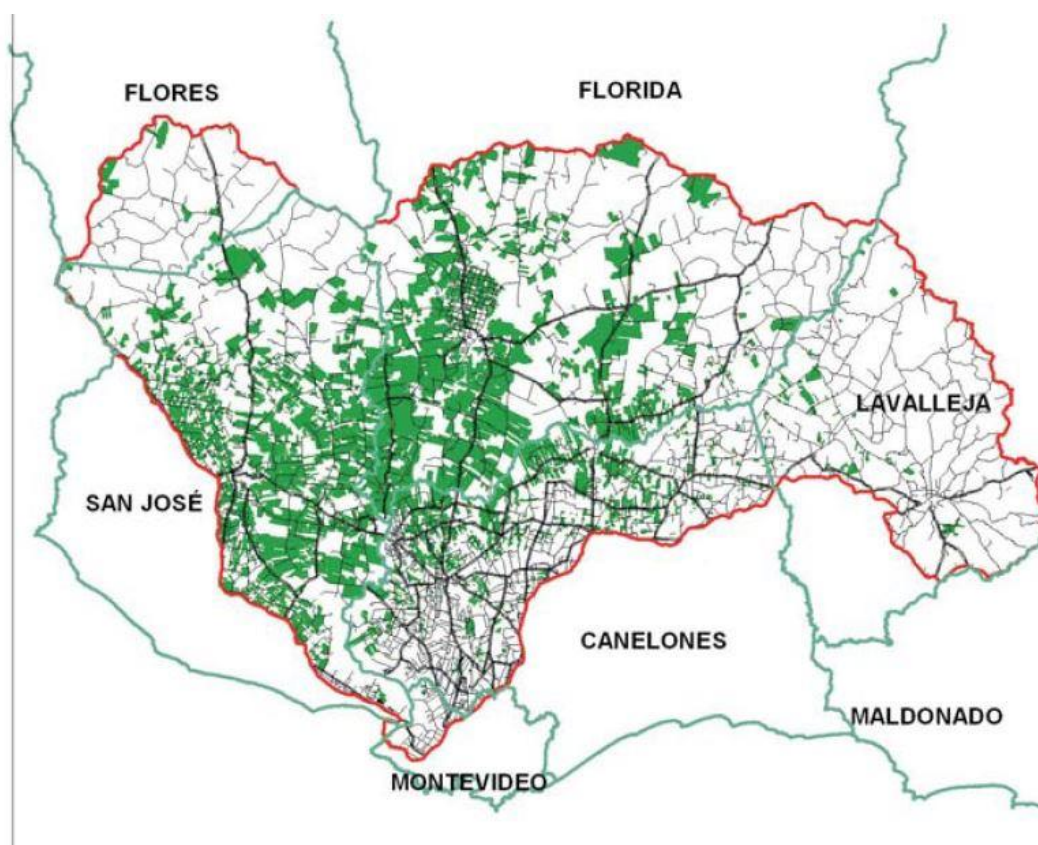 FLORES
FLORIDA
LAVALLEJA
SAN JOSÉ
CANELONES
MALDONADO
MONTEVIDEO